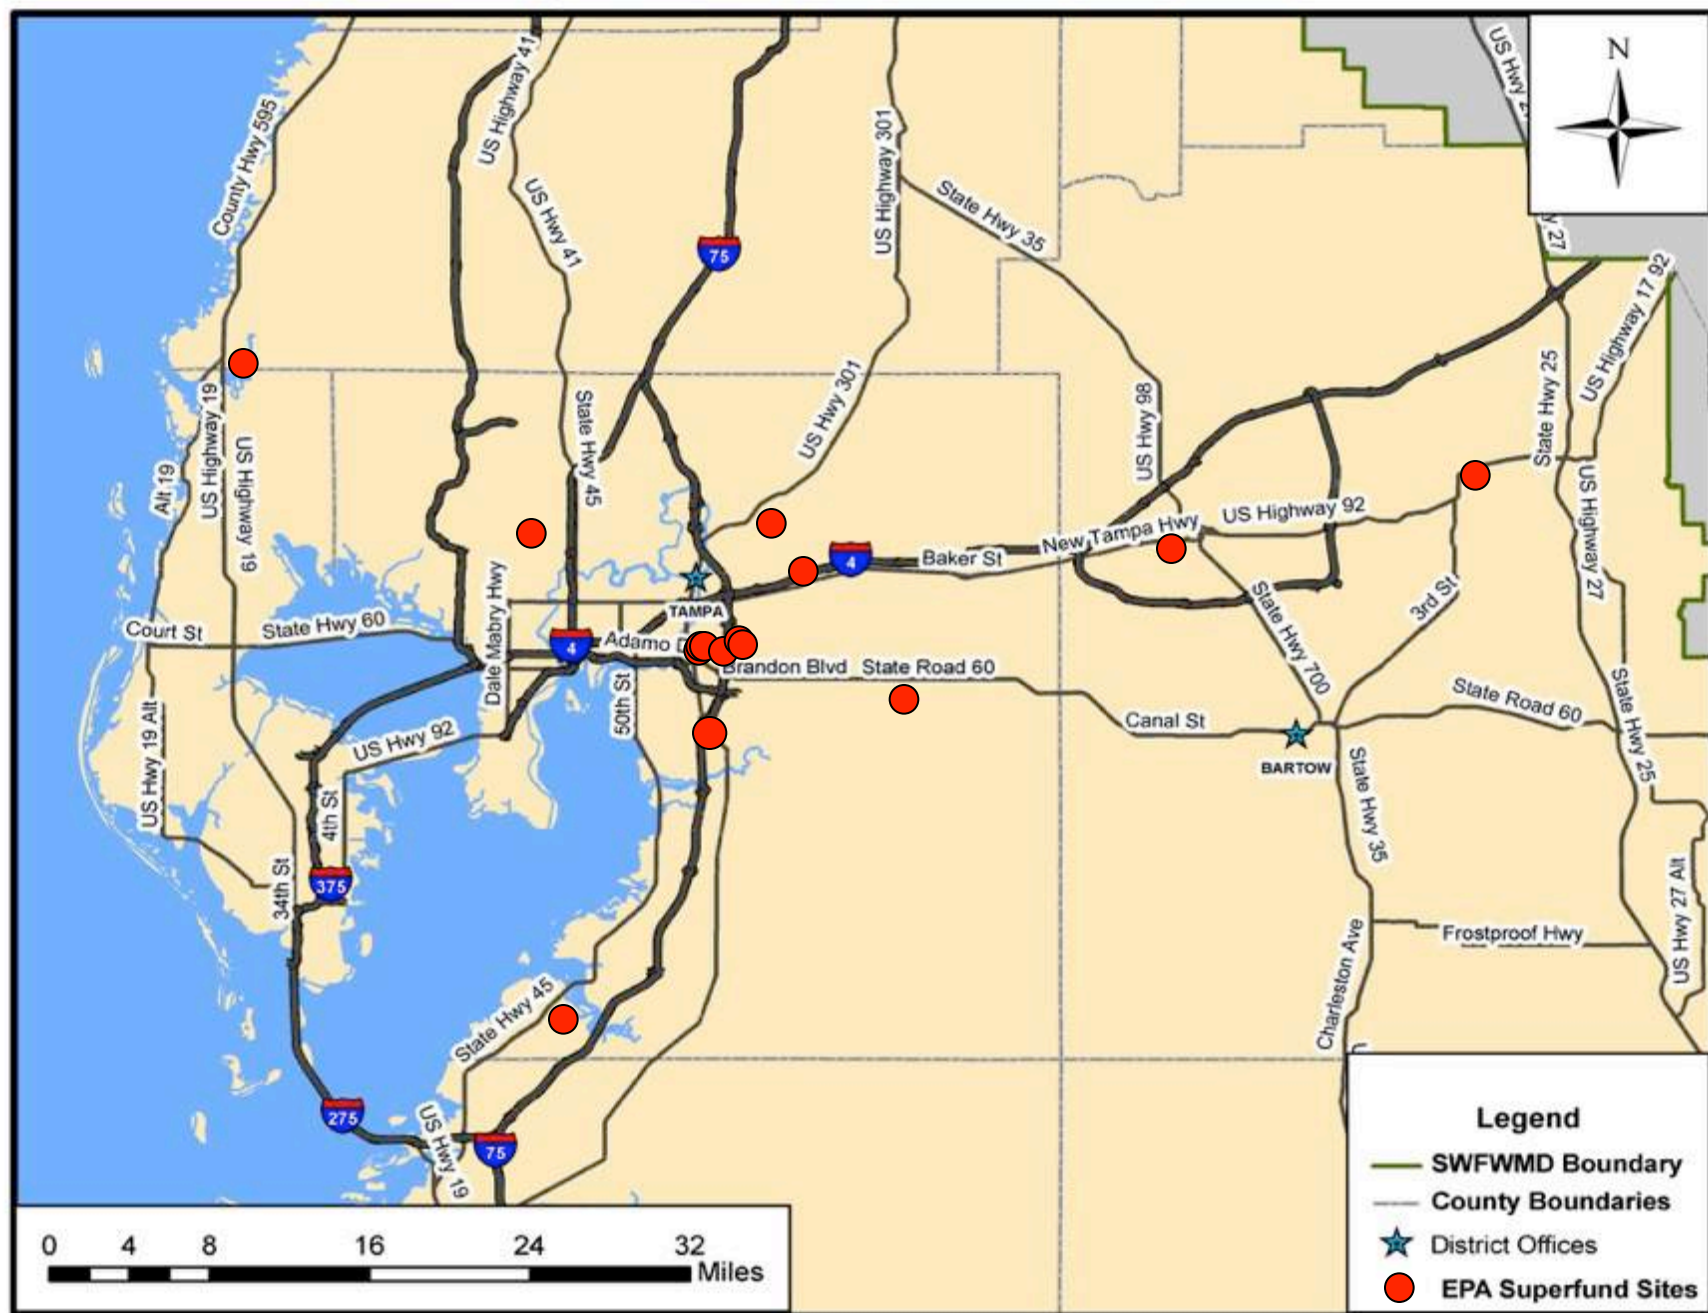 US Highway 41
US Hwy 2
N
County Hwy 595
US Highway 301
US Hwy 41
State Hwy 35
y 27
75
US Highway 17 92
US Hwy 301
US Highway 19
State Hwy 45
US Hwy 98
State Hwy 25
Alt 19
US Highway 19
US Highway 27
US Highway 92
New Tampa Hwy
4
Baker St
Dale Mabry Hwy
TAMPA
3rd St
State Hwy 700
Court St
State Hwy 60
4
Adamo D
Brandon Blvd
State Road 60
50th St
State Road 60
State Hwy 25
Canal St
US Hwy 19 Alt
US Hwy 92
BARTOW
State Hwy 35
4th St
34th St
375
US Hwy 27 Alt
Frostproof Hwy
Charleston Ave
State Hwy 45
275
US Hwy 19
75
Legend
SWFWMD Boundary
County Boundaries
District Offices
EPA Superfund Sites
0 4 8 16 24 32
Miles